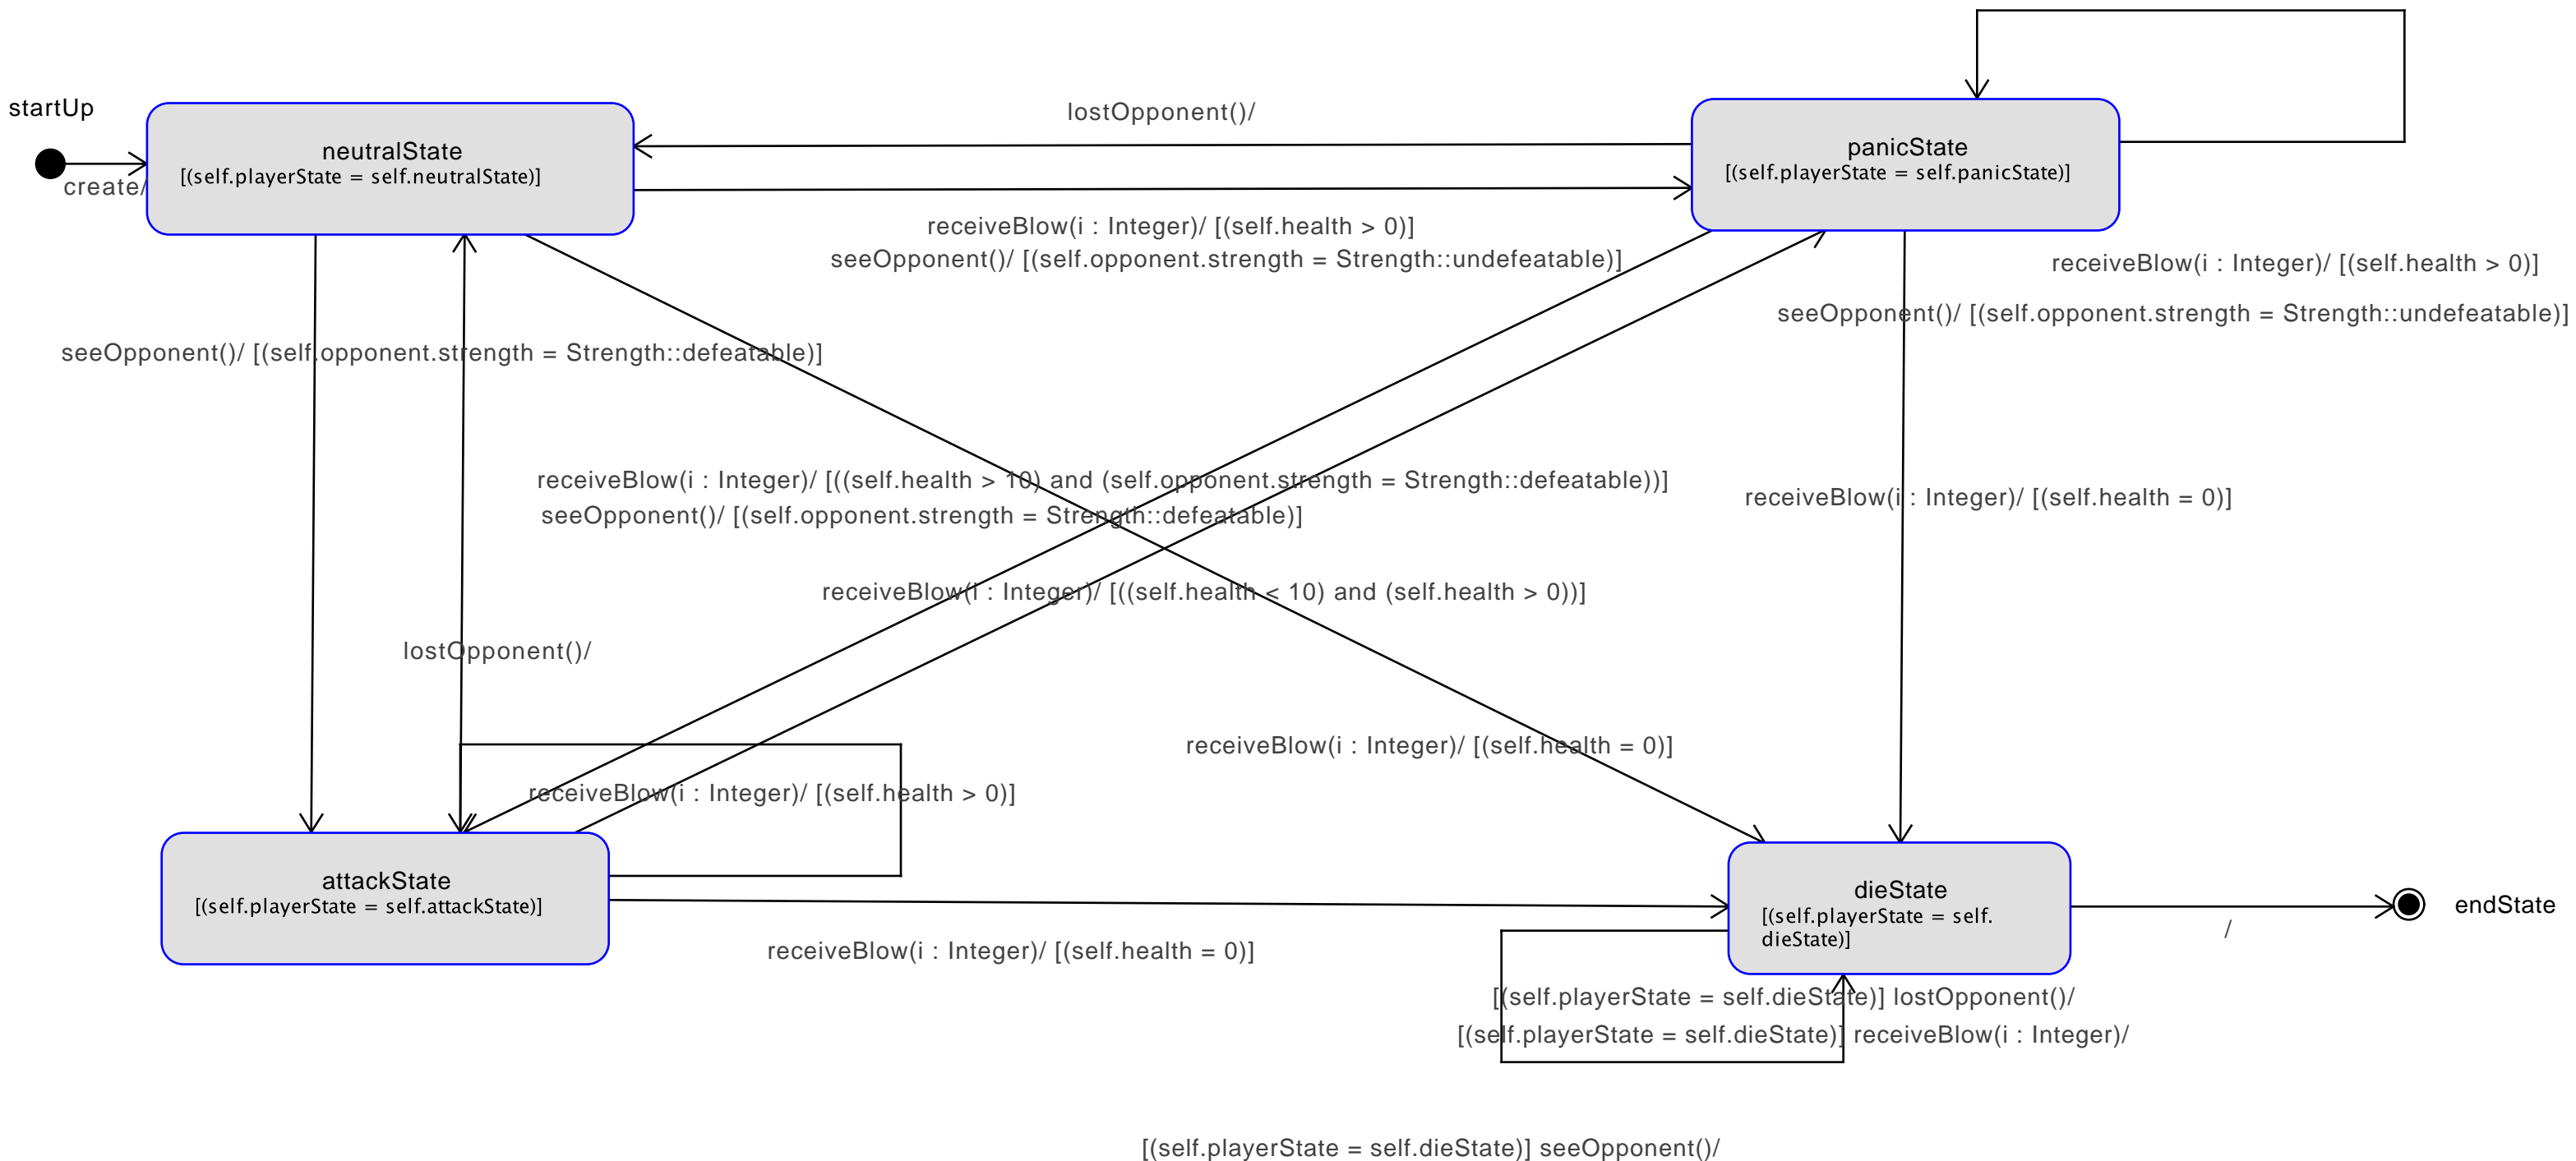 startUp
create/
neutralState
[(self.playerState = self.neutralState)]
lostOpponent()/
panicState
[(self.playerState = self.panicState)]
receiveBlow(i : Integer)/ [(self.health > 0)]
seeOpponent()/ [(self.opponent.strength = Strength::undefeatable)]
receiveBlow(i : Integer)/ [(self.health > 0)]
seeOpponent()/ [(self.opponent.strength = Strength::undefeatable)]
seeOpponent()/ [(self.opponent.strength = Strength::defeatable)]
receiveBlow(i : Integer)/ [((self.health > 10) and (self.opponent.strength = Strength::defeatable))]
seeOpponent()/ [(self.opponent.strength = Strength::defeatable)]
receiveBlow(i : Integer)/ [(self.health = 0)]
receiveBlow(i : Integer)/ [((self.health < 10) and (self.health > 0))]
lostOpponent()/
receiveBlow(i : Integer)/ [(self.health = 0)]
receiveBlow(i : Integer)/ [(self.health > 0)]
attackState
[(self.playerState = self.attackState)]
dieState
[(self.playerState = self.
dieState)]
endState
/
receiveBlow(i : Integer)/ [(self.health = 0)]
[(self.playerState = self.dieState)] lostOpponent()/
[(self.playerState = self.dieState)] receiveBlow(i : Integer)/
[(self.playerState = self.dieState)] seeOpponent()/